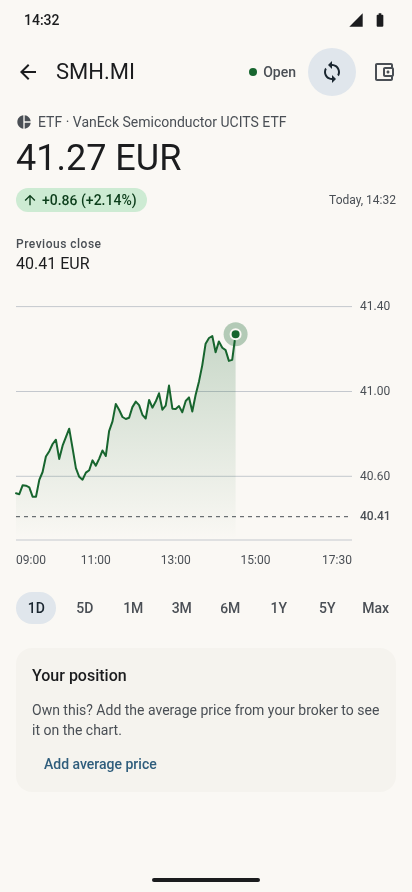 14:32
SMH.MI
Open
ETF · VanEck Semiconductor UCITS ETF
41.27 EUR
+0.86 (+2.14%)
Today, 14:32
Previous close
40.41 EUR
41.40
41.00
40.60
40.41
09:00 11:00 13:00 15:00 17:30
1D 5D 1M 3M 6M 1Y 5Y Max
Your position
Own this? Add the average price from your broker to see
it on the chart.
Add average price